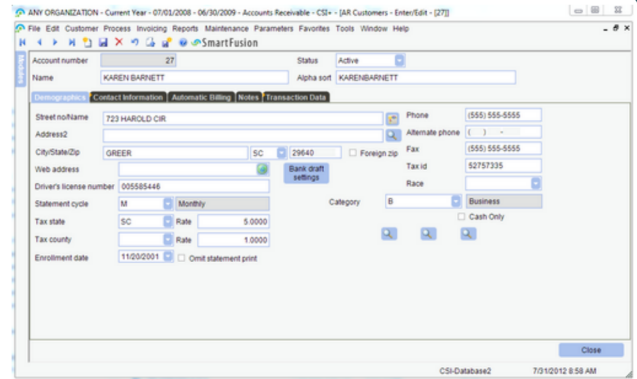 ANY ORGANIZATION - Current Year - 07/01/2008 - 06/30/2009 - Accounts Receivable - CSI+ - [AR Customers - Enter/Edit - [27]]
File Edit Customer Process Invoicing Reports Maintenance Parameters Favorites Tools Window Help
SmartFusion
Modules
Account number 27 Status Active
Name KAREN BARNETT Alpha sort KARENBARNETT
Demographics Contact Information Automatic Billing Notes Transaction Data
Street no/Name 723 HAROLD CIR Phone (555) 555-5555
Address2 Alternate phone ( ) -
City/State/Zip GREER SC 29640 Foreign zip Fax (555) 555-5555
Web address Bank draft settings Tax id 52757335
Driver's license number 005585446 Race
Statement cycle M Monthly Category B Business
Tax state SC Rate 5.0000 Cash Only
Tax county Rate 1.0000
Enrollment date 11/20/2001 Omit statement print
Close
CSI-Database2 7/31/2012 8:58 AM